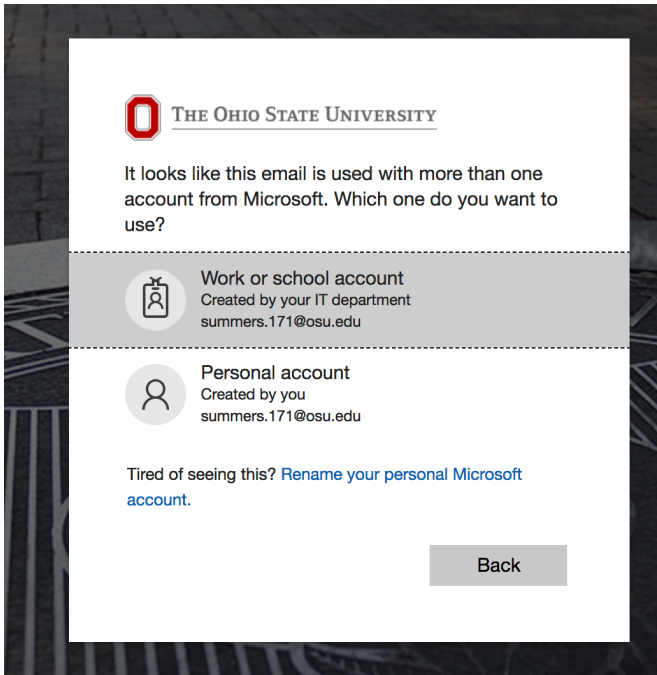 THE OHIO STATE UNIVERSITY
It looks like this email is used with more than one
account from Microsoft. Which one do you want to
use?
Work or school account
Created by your IT department
summers.171@osu.edu
Personal account
Created by you
summers.171@osu.edu
Tired of seeing this? Rename your personal Microsoft
account.
Back